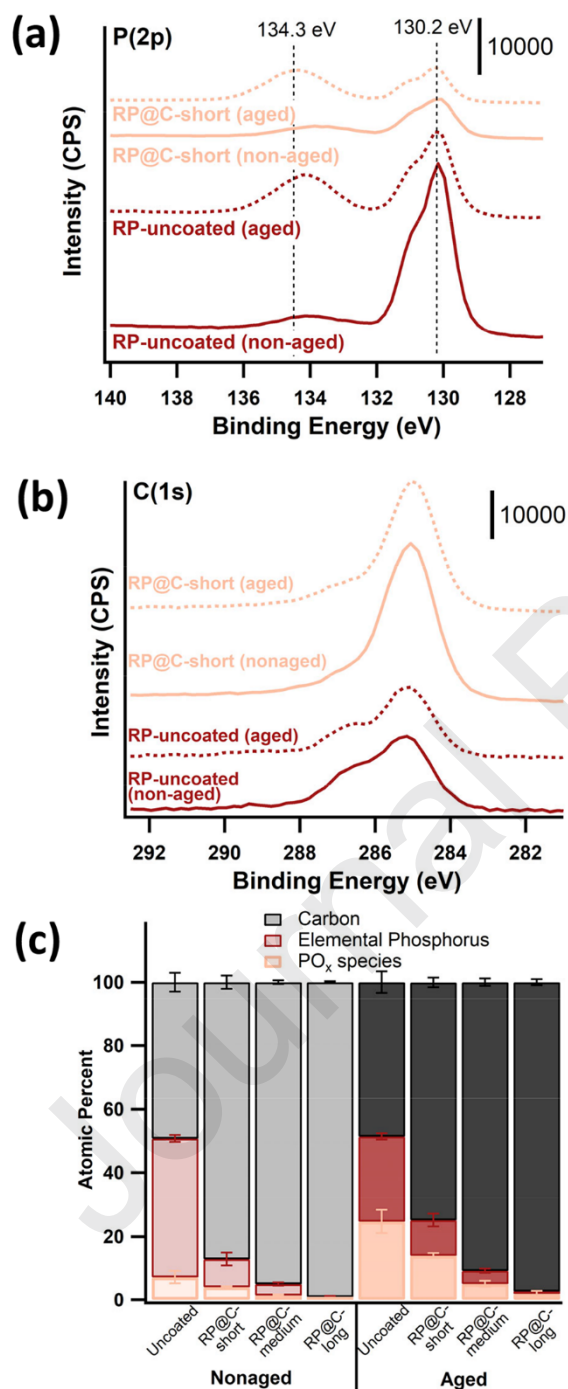 (a)
P(2p)
134.3 eV
130.2 eV
10000
RP@C-short (aged)
RP@C-short (non-aged)
RP-uncoated (aged)
RP-uncoated (non-aged)
Intensity (CPS)
140 138 136 134 132 130 128
Binding Energy (eV)
(b)
C(1s)
10000
RP@C-short (aged)
RP@C-short (nonaged)
RP-uncoated (aged)
RP-uncoated
(non-aged)
Intensity (CPS)
292 290 288 286 284 282
Binding Energy (eV)
(c)
Carbon
Elemental Phosphorus
POx species
100
80
60
40
20
0
Atomic Percent
Uncoated
RP@C-
short
RP@C-
medium
RP@C-
long
Uncoated
RP@C-
short
RP@C-
medium
RP@C-
long
Nonaged
Aged
Journal P